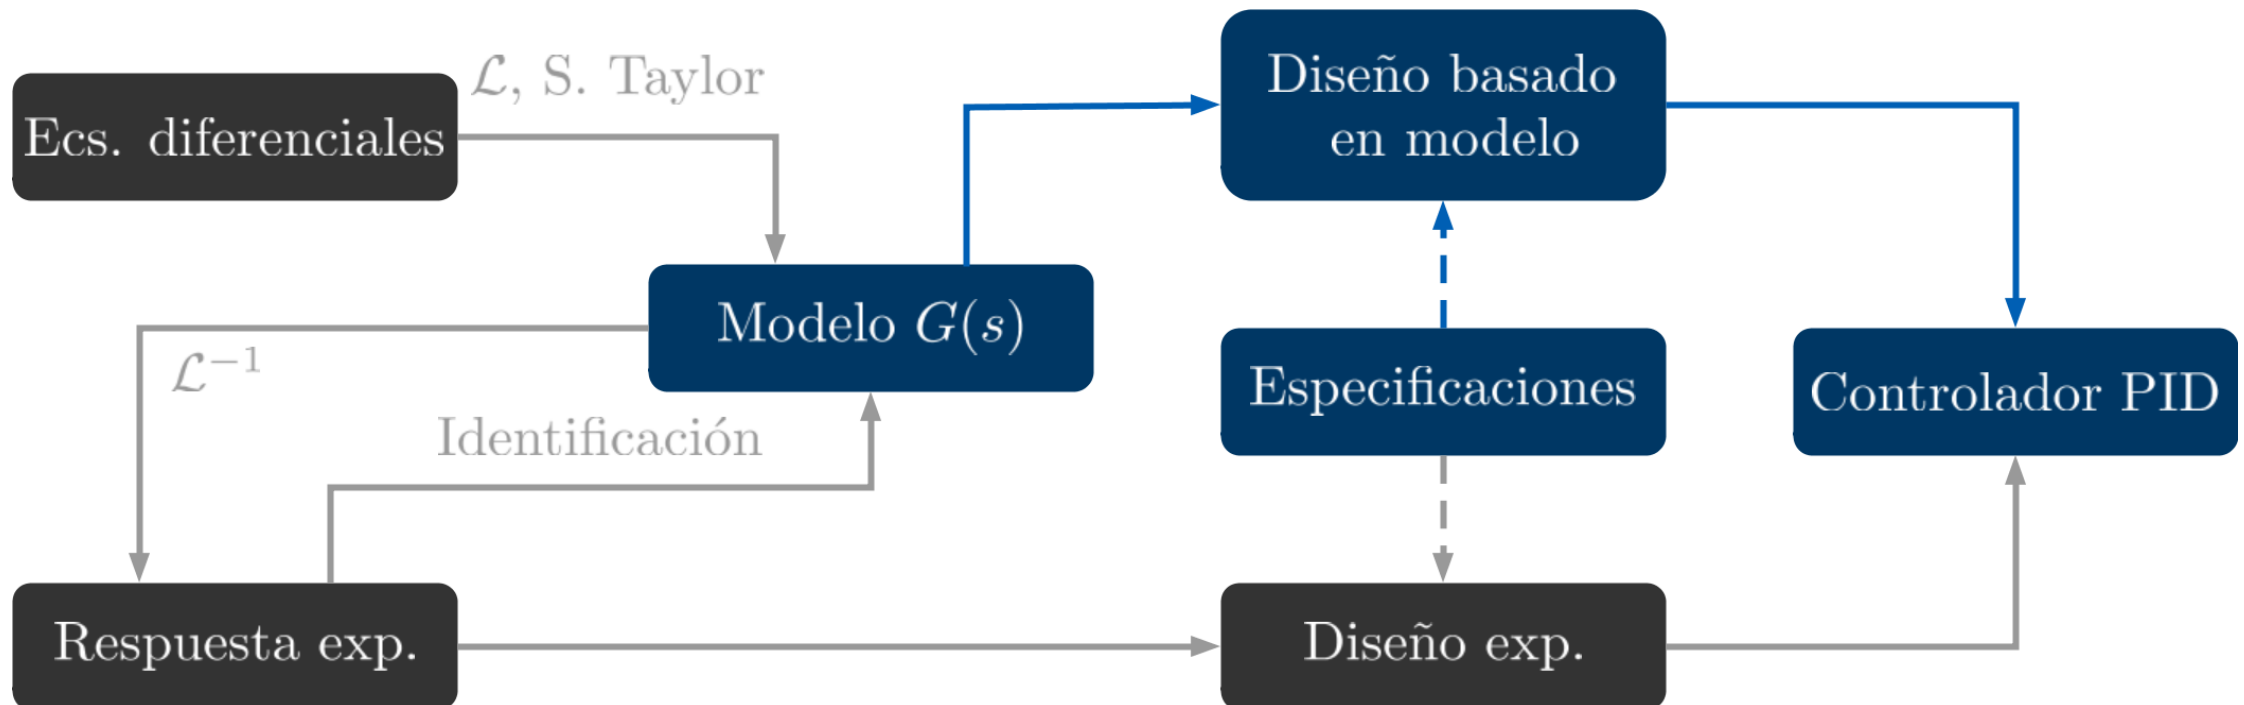 Ecs. diferenciales
ℒ, S. Taylor
Diseño basado
en modelo
Modelo G(s)
ℒ⁻¹
Identificación
Especificaciones
Controlador PID
Respuesta exp.
Diseño exp.